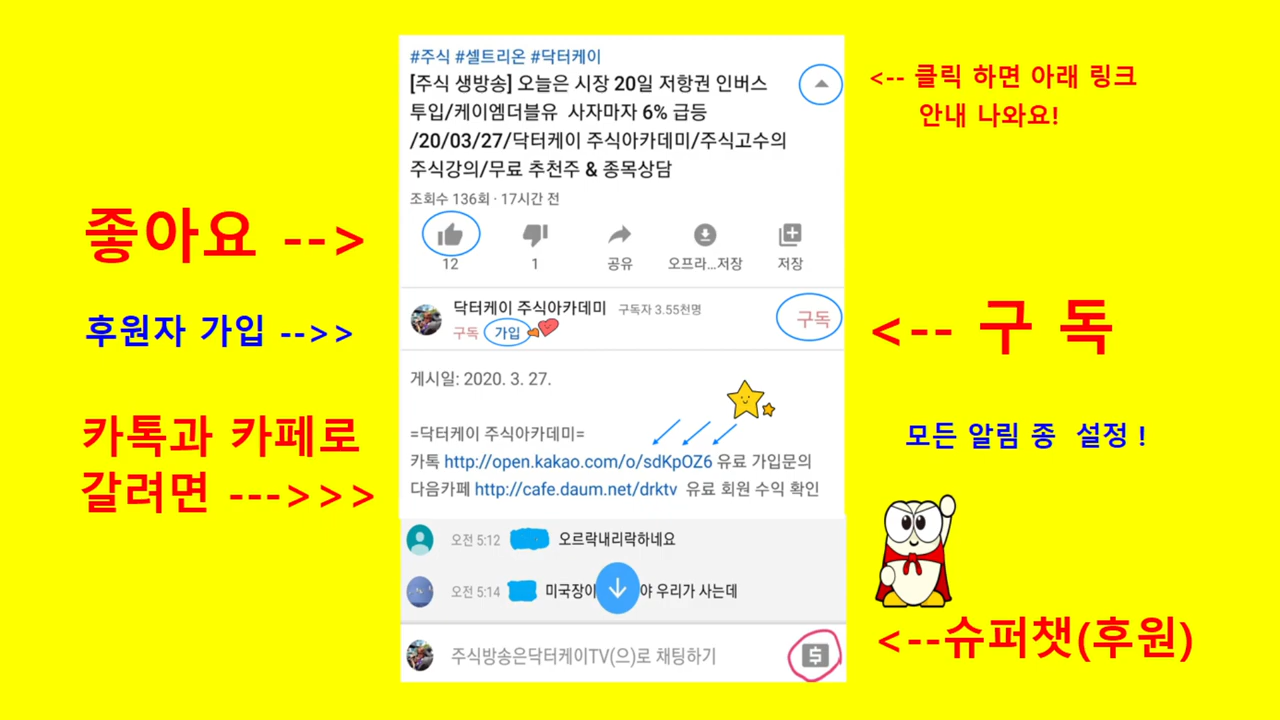 #주식 #셀트리온 #닥터케이
[주식 생방송] 오늘은 시장 20일 저항권 인버스
투입/케이엠더블유 사자마자 6% 급등
/20/03/27/닥터케이 주식아카데미/주식고수의
주식강의/무료 추천주 & 종목상담
조회수 136회 · 17시간 전
<-- 클릭 하면 아래 링크
안내 나와요!
좋아요 -->
12
1
공유
오프라...저장
저장
후원자 가입 -->>
닥터케이 주식아카데미 구독자 3.55천명
구독 가입
구독
<-- 구 독
게시일: 2020. 3. 27.
카톡과 카페로
갈려면 --->>>
모든 알림 종 설정 !
=닥터케이 주식아카데미=
카톡 http://open.kakao.com/o/sdKpOZ6 유료 가입문의
다음카페 http://cafe.daum.net/drktv 유료 회원 수익 확인
오전 5:12 오르락내리락하네요
오전 5:14 미국장이 야 우리가 사는데
주식방송은닥터케이TV(으)로 채팅하기
$
<--슈퍼챗(후원)